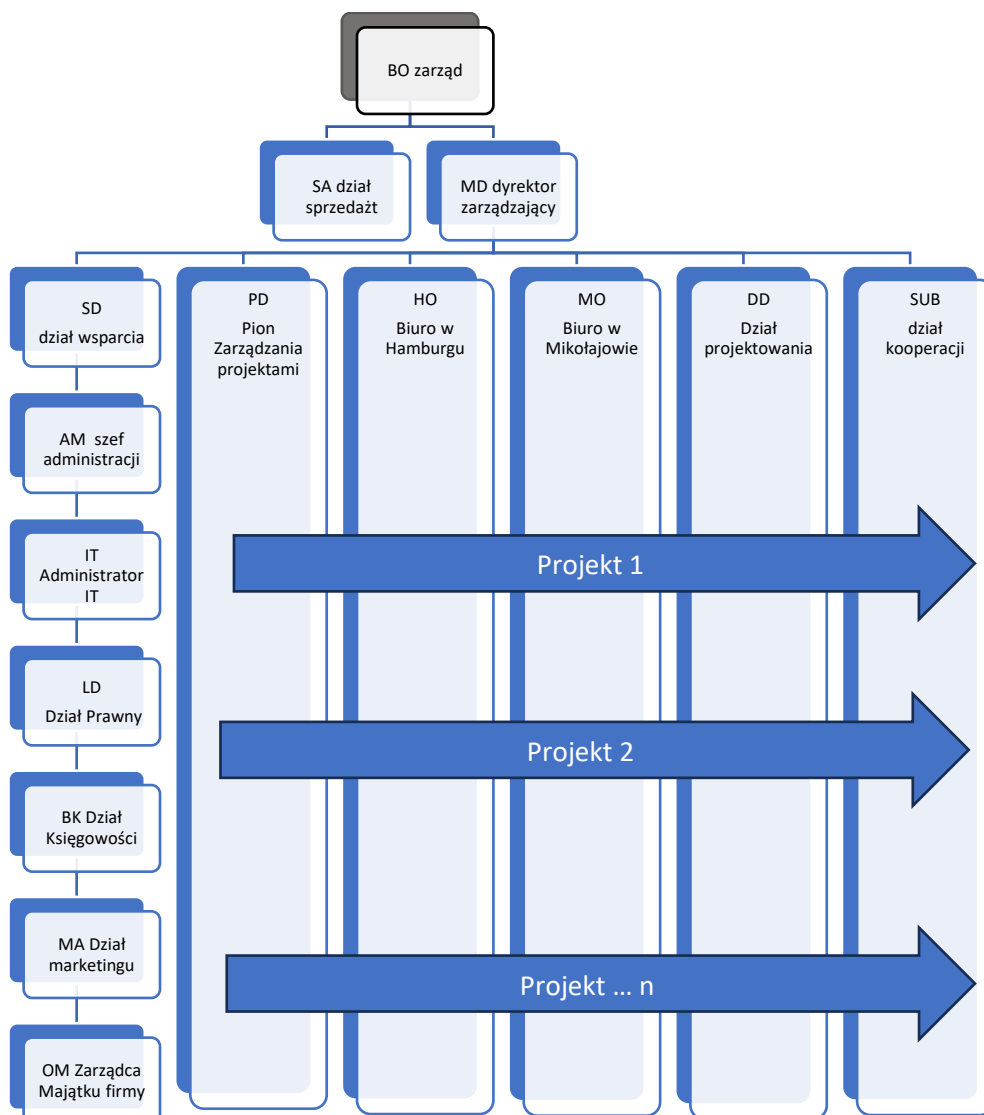 BO zarząd
SA dział
sprzedażt
MD dyrektor
zarządzający
SD
dział wsparcia
PD
Pion
Zarządzania
projektami
HO
Biuro w
Hamburgu
MO
Biuro w
Mikołajowie
DD
Dział
projektowania
SUB
dział
kooperacji
AM szef
administracji
IT
Administrator
IT
LD
Dział Prawny
BK Dział
Księgowości
MA Dział
marketingu
OM Zarządca
Majątku firmy
Projekt 1
Projekt 2
Projekt ... n